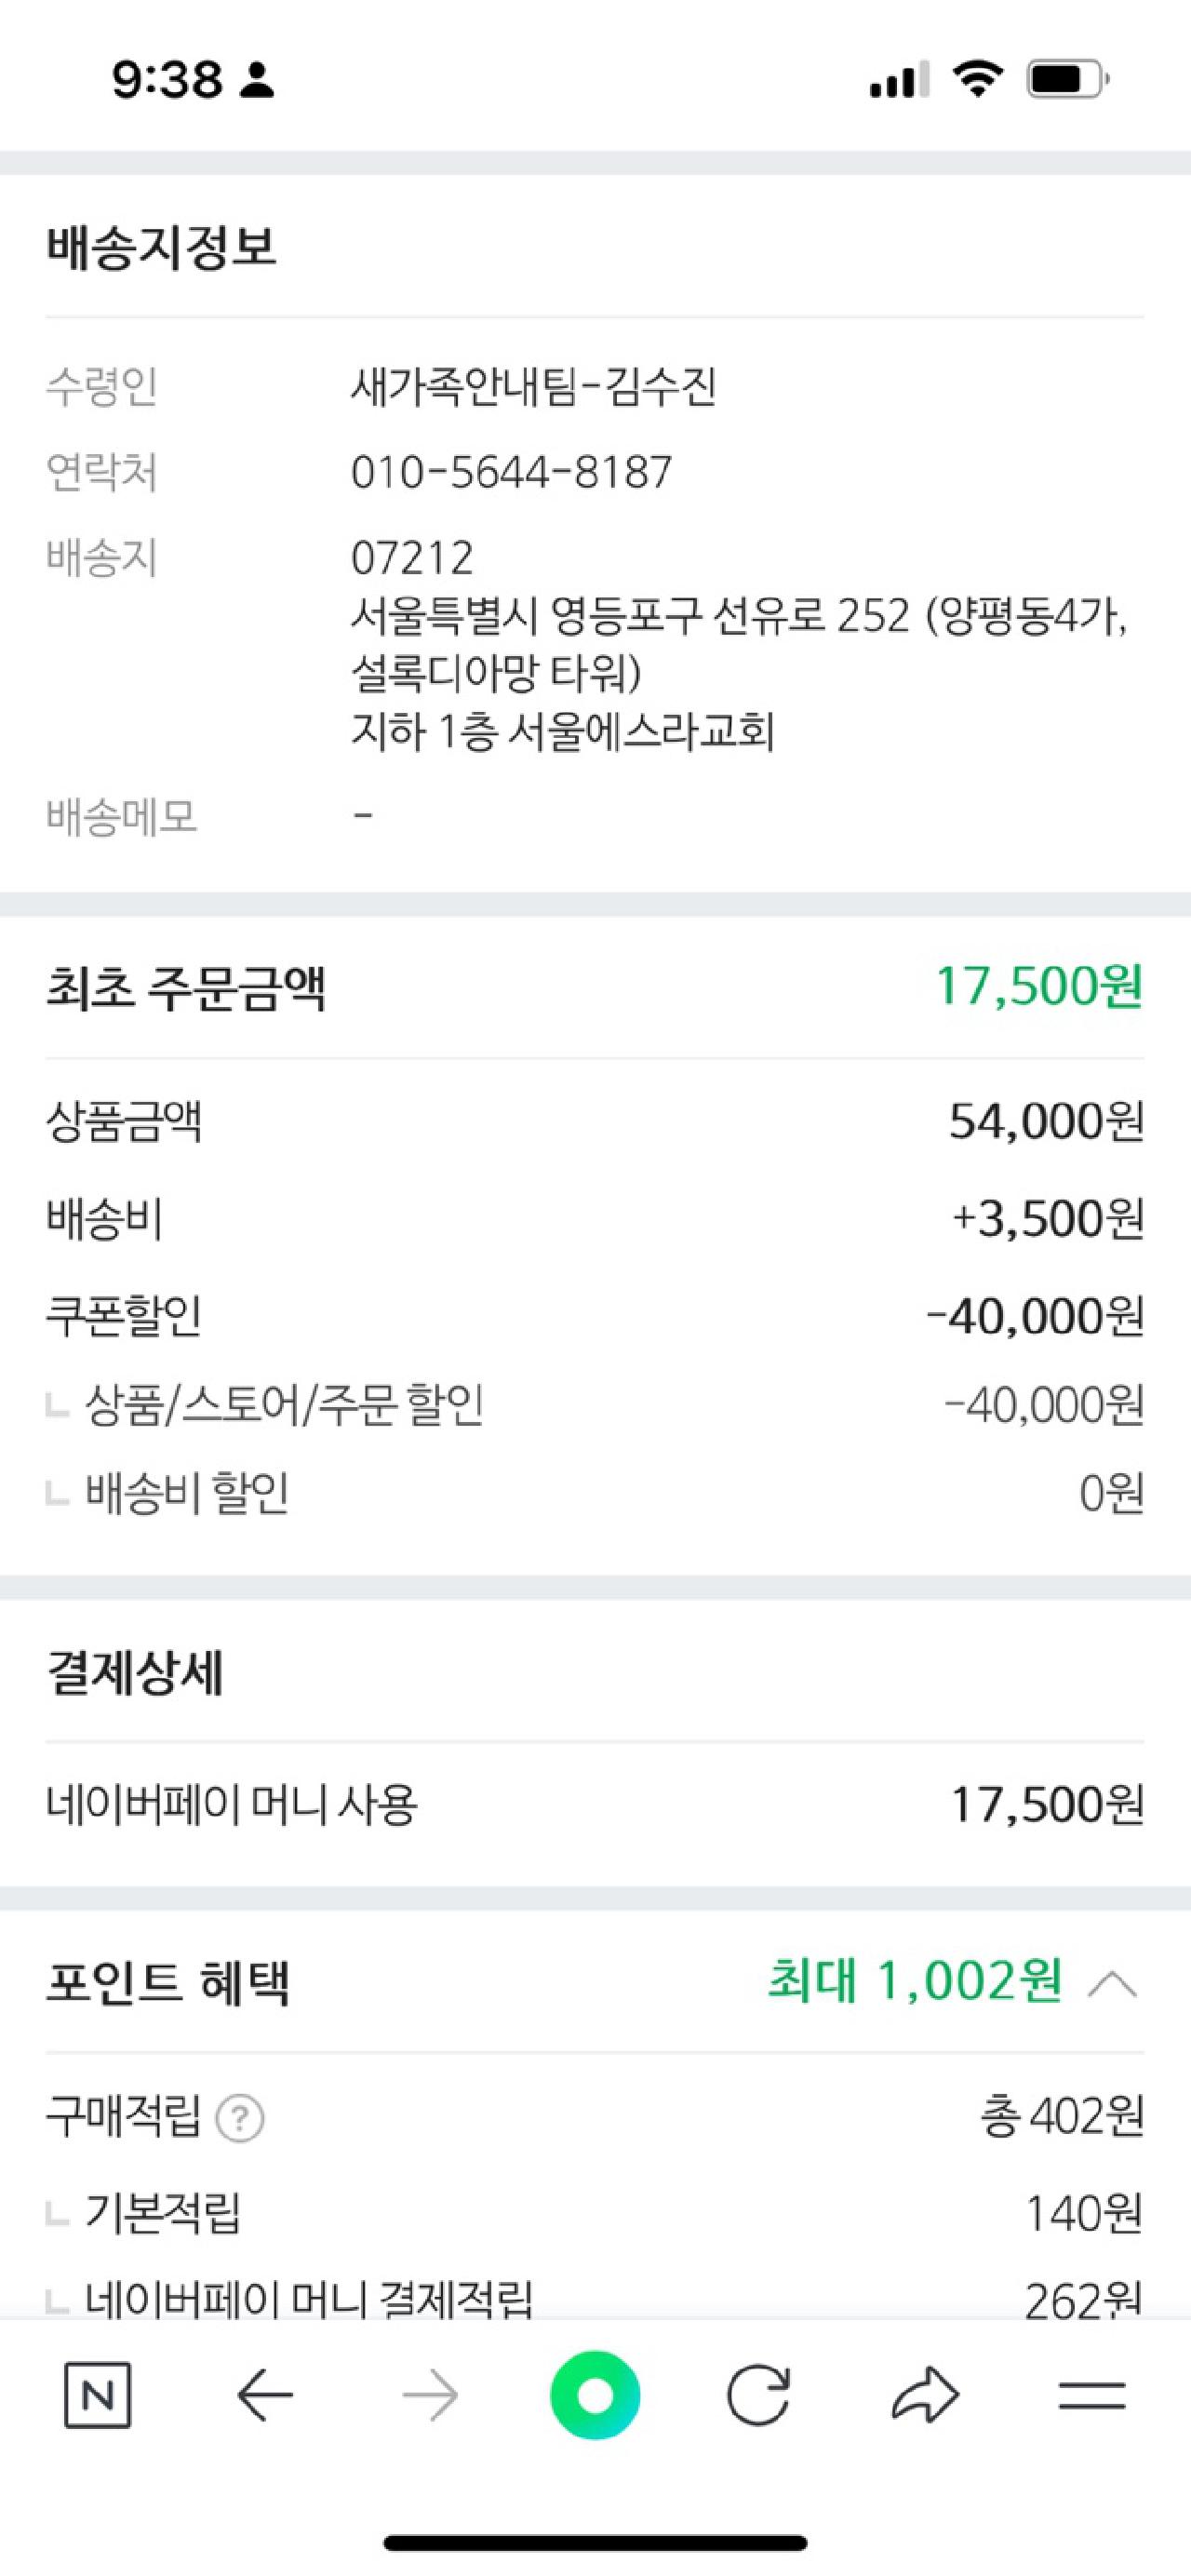 9:38
배송지정보
수령인 새가족안내팀-김수진
연락처 010-5644-8187
배송지 07212
서울특별시 영등포구 선유로 252 (양평동4가,
설록디아망 타워)
지하 1층 서울에스라교회
배송메모 -
최초 주문금액 17,500원
상품금액 54,000원
배송비 +3,500원
쿠폰할인 -40,000원
상품/스토어/주문 할인 -40,000원
배송비 할인 0원
결제상세
네이버페이 머니 사용 17,500원
포인트 혜택 최대 1,002원
구매적립 ? 총 402원
기본적립 140원
네이버페이 머니 결제적립 262원
N